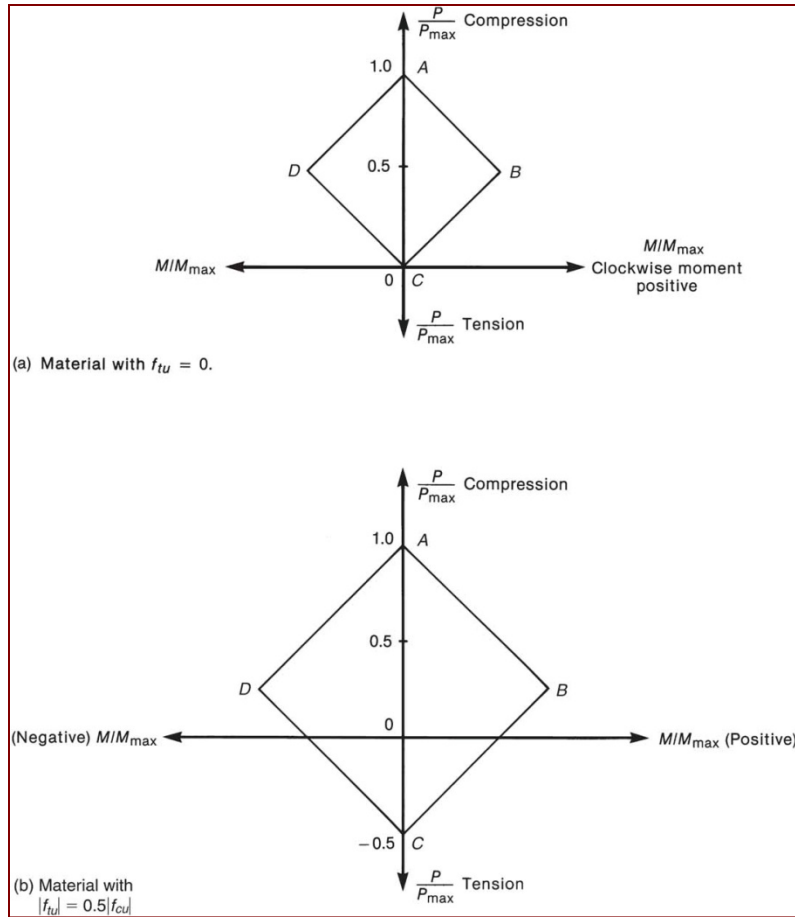 P/Pmax Compression
1.0 A
D 0.5 B
M/Mmax
M/Mmax
Clockwise moment
positive
0 C
P/Pmax Tension
(a) Material with ftu = 0.
P/Pmax Compression
1.0 A
0.5
D B
0
(Negative) M/Mmax
M/Mmax (Positive)
−0.5 C
P/Pmax Tension
(b) Material with
|ftu| = 0.5|fcu|